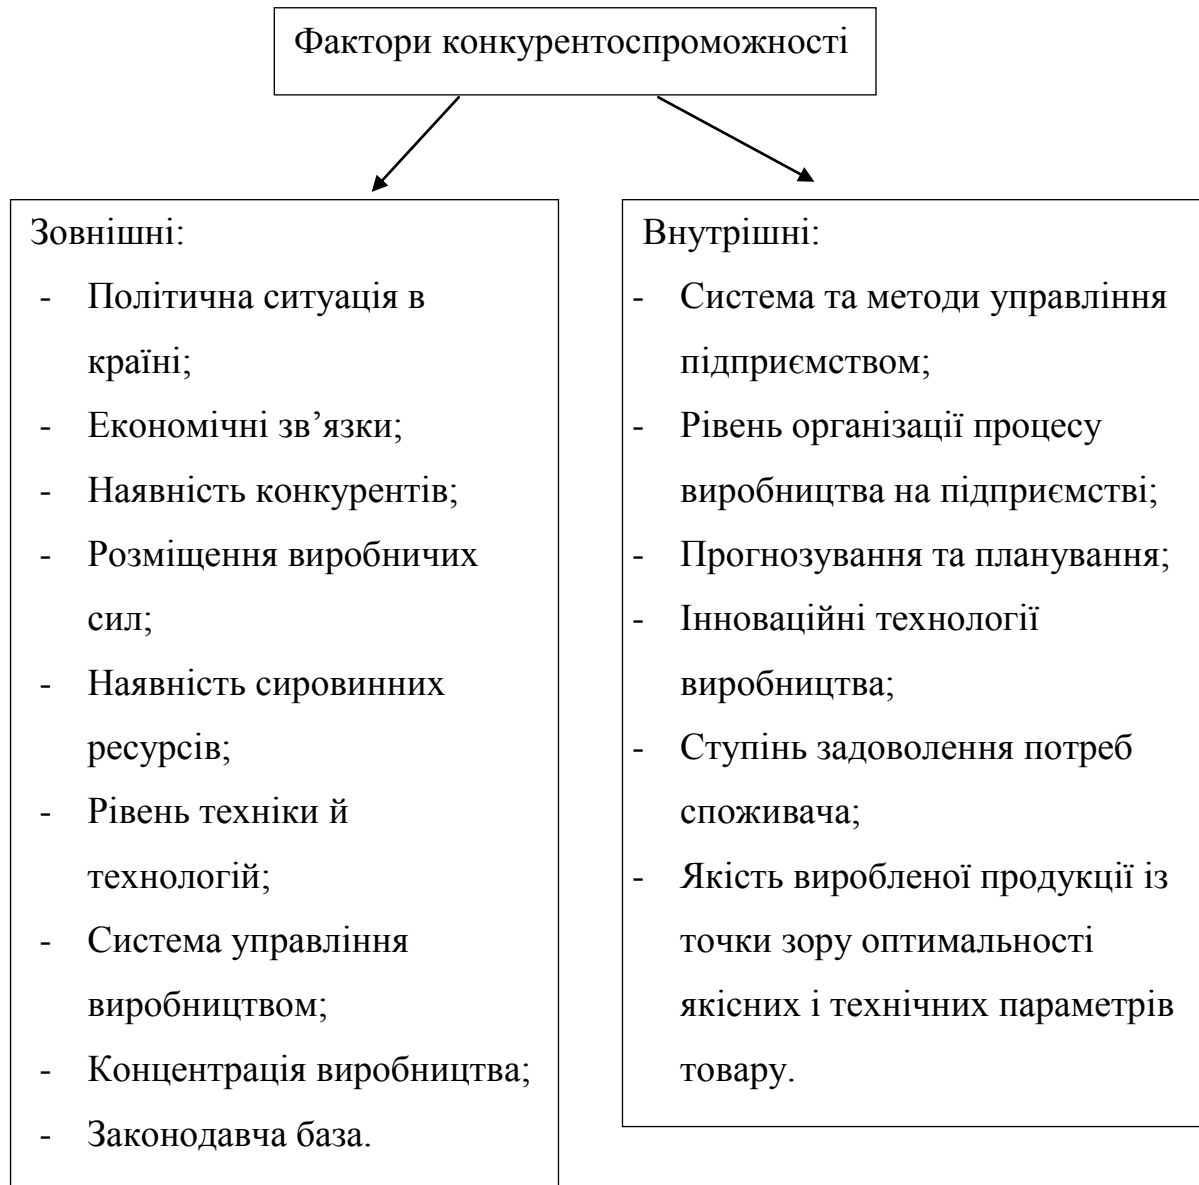 Фактори конкурентоспроможності
Зовнішні:
- Політична ситуація в
країні;
- Економічні зв’язки;
- Наявність конкурентів;
- Розміщення виробничих
сил;
- Наявність сировинних
ресурсів;
- Рівень техніки й
технологій;
- Система управління
виробництвом;
- Концентрація виробництва;
- Законодавча база.
Внутрішні:
- Система та методи управління
підприємством;
- Рівень організації процесу
виробництва на підприємстві;
- Прогнозування та планування;
- Інноваційні технології
виробництва;
- Ступінь задоволення потреб
споживача;
- Якість виробленої продукції із
точки зору оптимальності
якісних і технічних параметрів
товару.